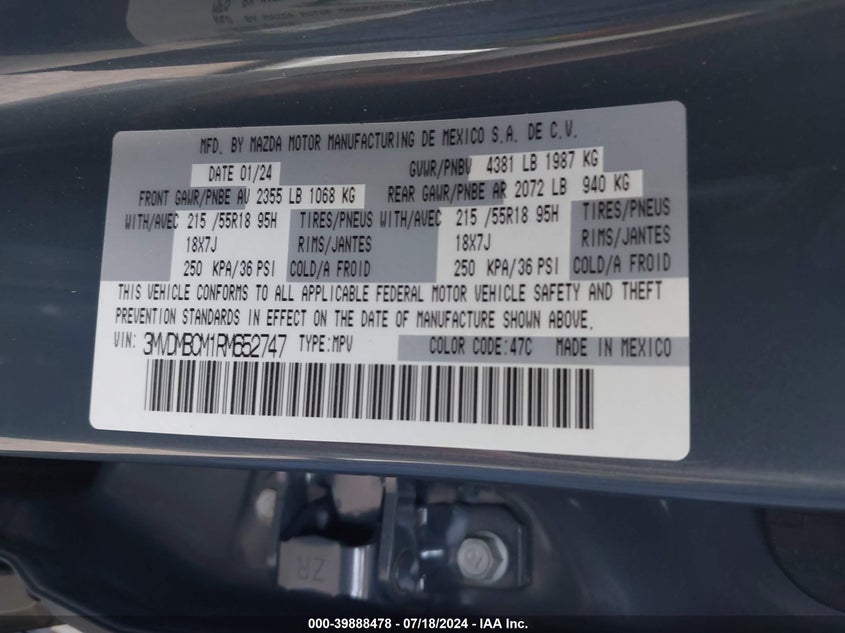 MFD. BY MAZDA MOTOR MANUFACTURING DE MEXICO S.A. DE C.V.
DATE 01/24 GVWR/PNBV 4381 LB 1987 KG
FRONT GAWR/PNBE AV 2355 LB 1068 KG REAR GAWR/PNBE AR 2072 LB 940 KG
WITH/AVEC 215 /55R18 95H TIRES/PNEUS WITH/AVEC 215 /55R18 95H TIRES/PNEUS
18X7J RIMS/JANTES 18X7J RIMS/JANTES
250 KPA/36 PSI COLD/A FROID 250 KPA/36 PSI COLD/A FROID
THIS VEHICLE CONFORMS TO ALL APPLICABLE FEDERAL MOTOR VEHICLE SAFETY AND THEFT
PREVENTION STANDARDS IN EFFECT ON THE DATE OF MANUFACTURE SHOWN ABOVE.
VIN: 3MVDMBCM1RM652747 TYPE:MPV COLOR CODE:47C MADE IN MEXICO
ZR
000-39888478 - 07/18/2024 - © IAA Inc.